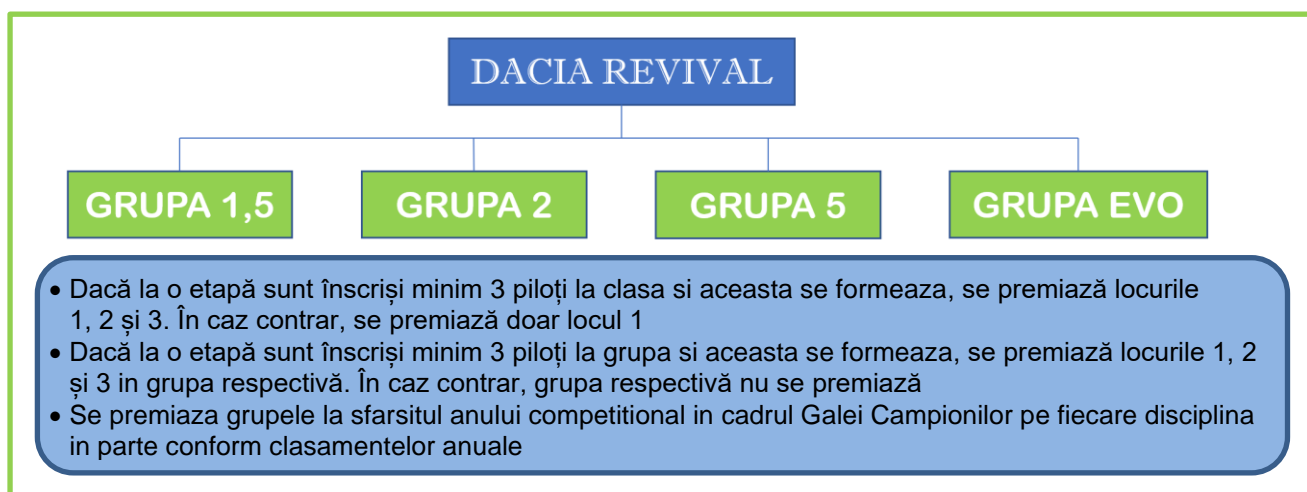 DACIA REVIVAL
GRUPA 1,5
GRUPA 2
GRUPA 5
GRUPA EVO
• Dacă la o etapă sunt înscriși minim 3 piloți la clasa si aceasta se formeaza, se premiază locurile
1, 2 și 3. În caz contrar, se premiază doar locul 1
• Dacă la o etapă sunt înscriși minim 3 piloți la grupa si aceasta se formeaza, se premiază locurile 1, 2
și 3 in grupa respectivă. În caz contrar, grupa respectivă nu se premiază
• Se premiaza grupele la sfarsitul anului competitional in cadrul Galei Campionilor pe fiecare disciplina
in parte conform clasamentelor anuale